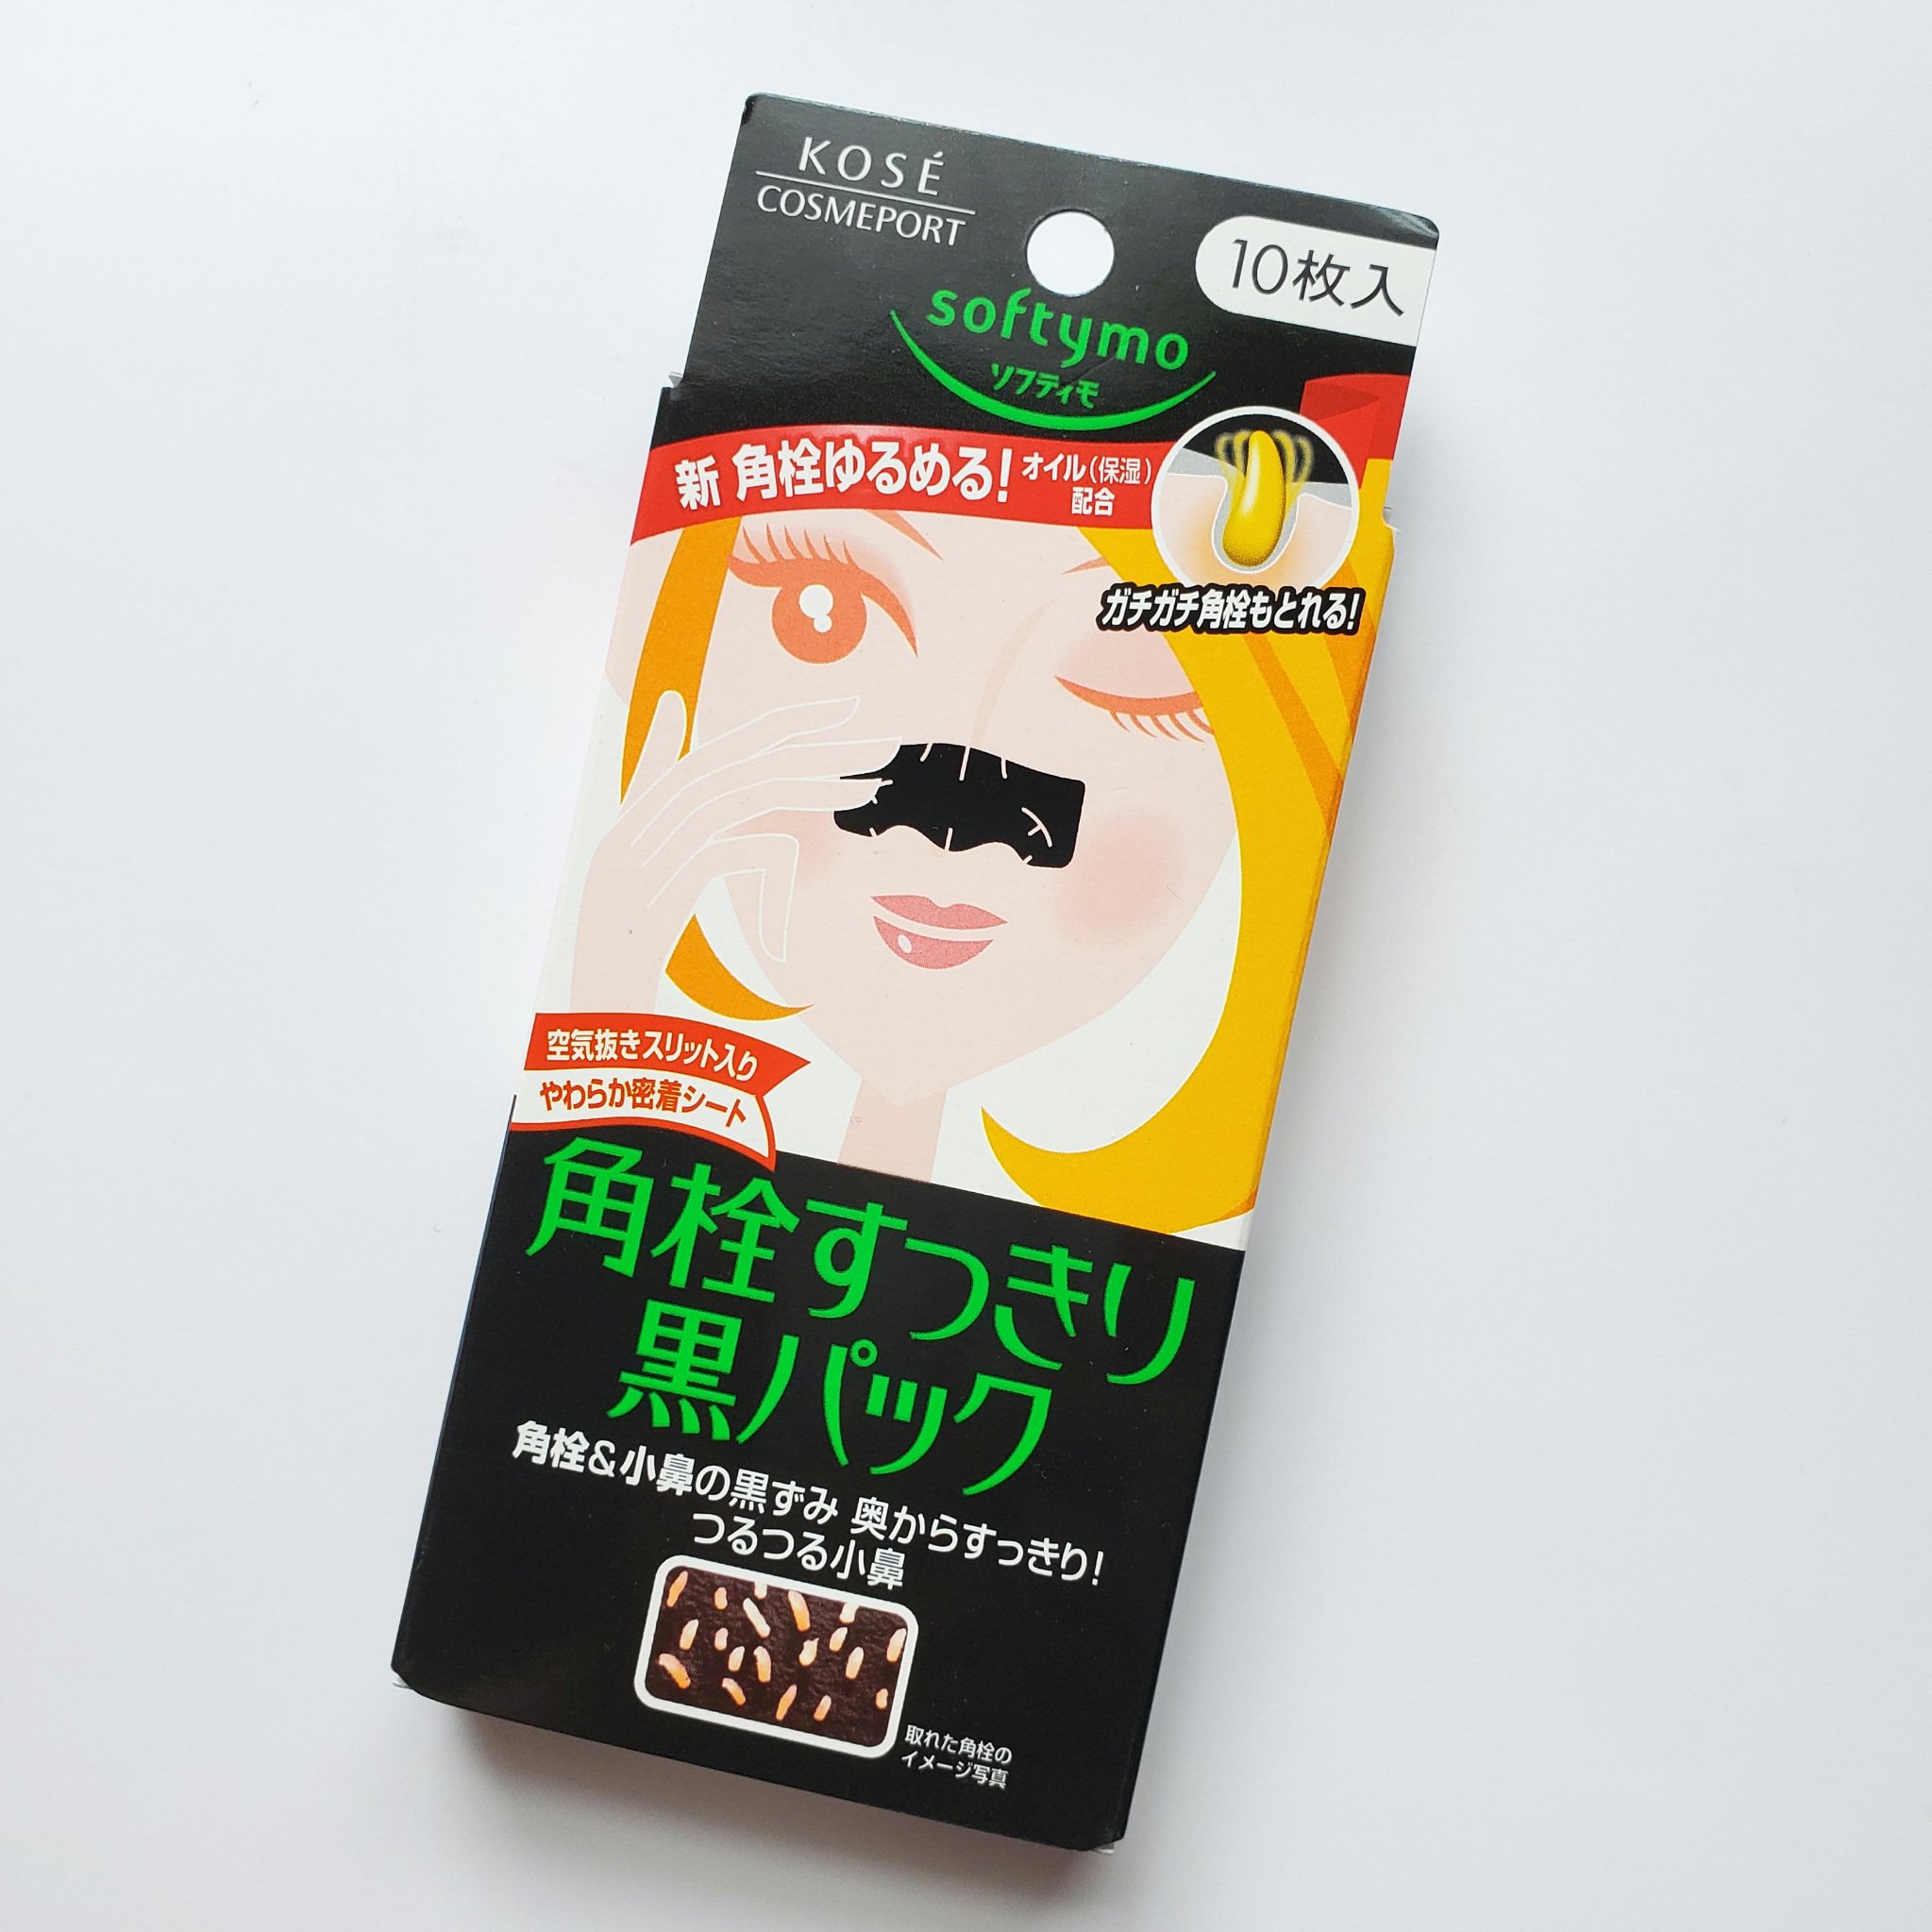 KOSÉ
COSMEPORT
10枚入
softymo
ソフティモ
新 角栓ゆるめる！
オイル（保湿）
配合
ガチガチ角栓もとれる！
空気抜きスリット入り
やわらか密着シート
角栓すっきり
黒パック
角栓&小鼻の黒ずみ 奥からすっきり！
つるつる小鼻
取れた角栓の
イメージ写真